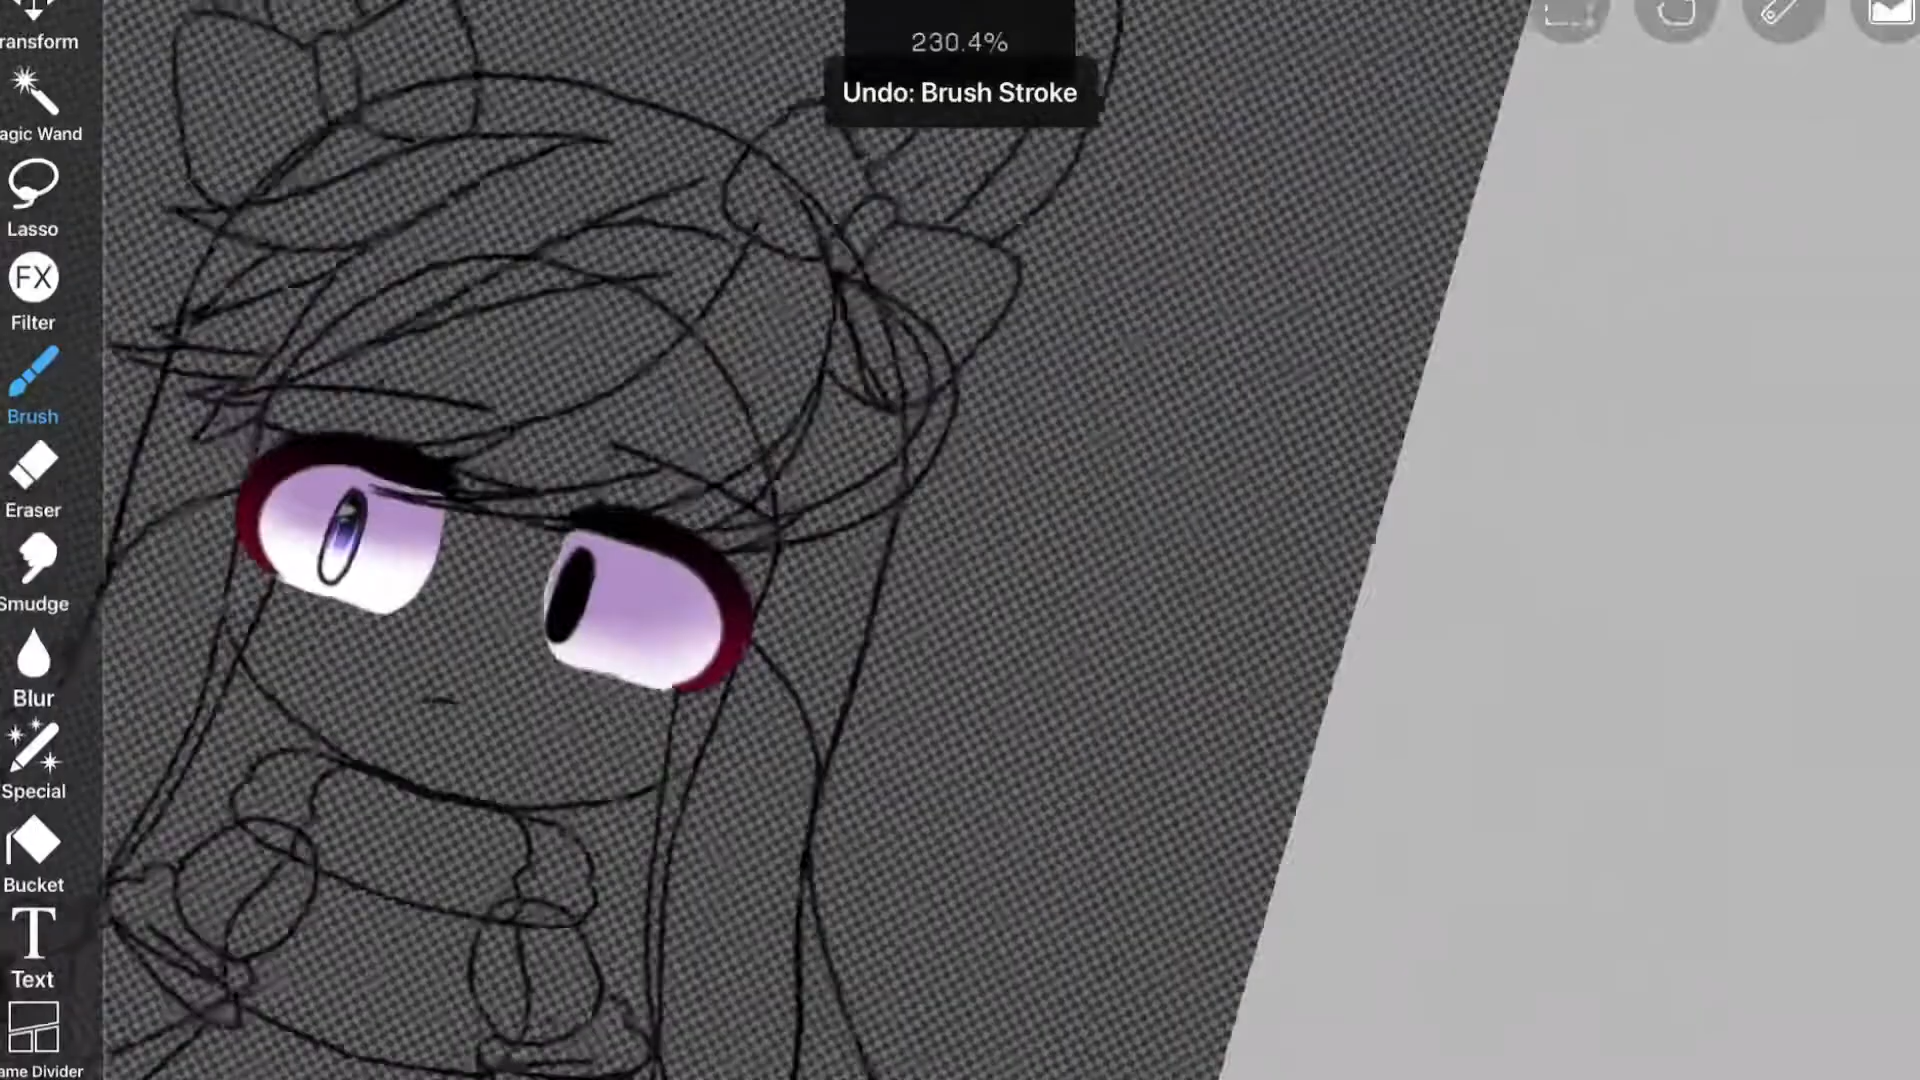 230.4%
Undo: Brush Stroke
ransform
agic Wand
Lasso
FX
Filter
Brush
Eraser
Smudge
Blur
Special
Bucket
T
Text
ame Divider